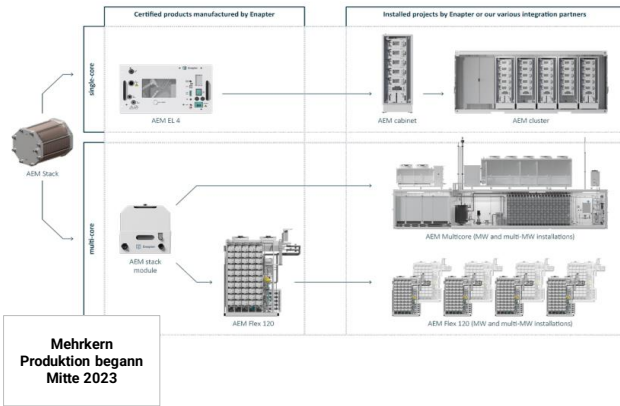 Certified products manufactured by Enapter
Installed projects by Enapter or our various integration partners
single-core
AEM Stack
Enapter
AEM EL 4
AEM cabinet
AEM cluster
multi-core
Enapter
AEM stack
module
AEM Flex 120
AEM Multicore (MW and multi-MW installations)
AEM Flex 120 (MW and multi-MW installations)
Mehrkern
Produktion begann
Mitte 2023